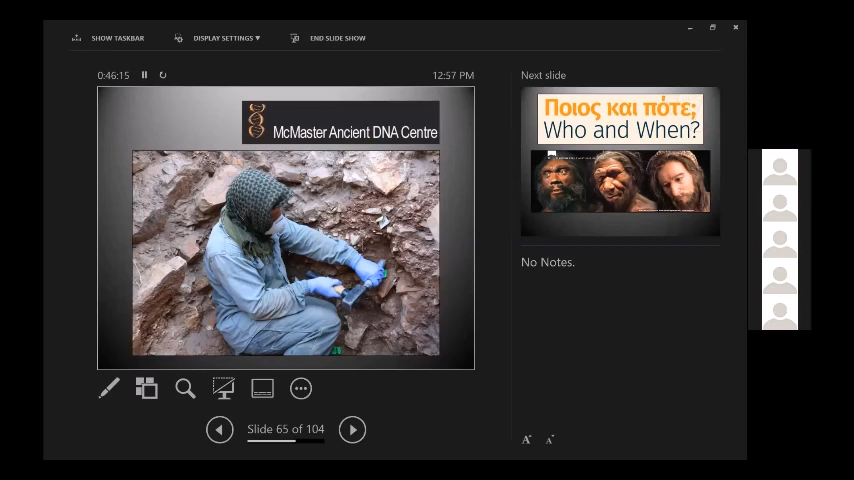 SHOW TASKBAR
DISPLAY SETTINGS ▼
END SLIDE SHOW
0:46:15
12:57 PM
McMaster Ancient DNA Centre
Slide 65 of 104
Next slide
Ποιος και πότε;
Who and When?
No Notes.
A
A